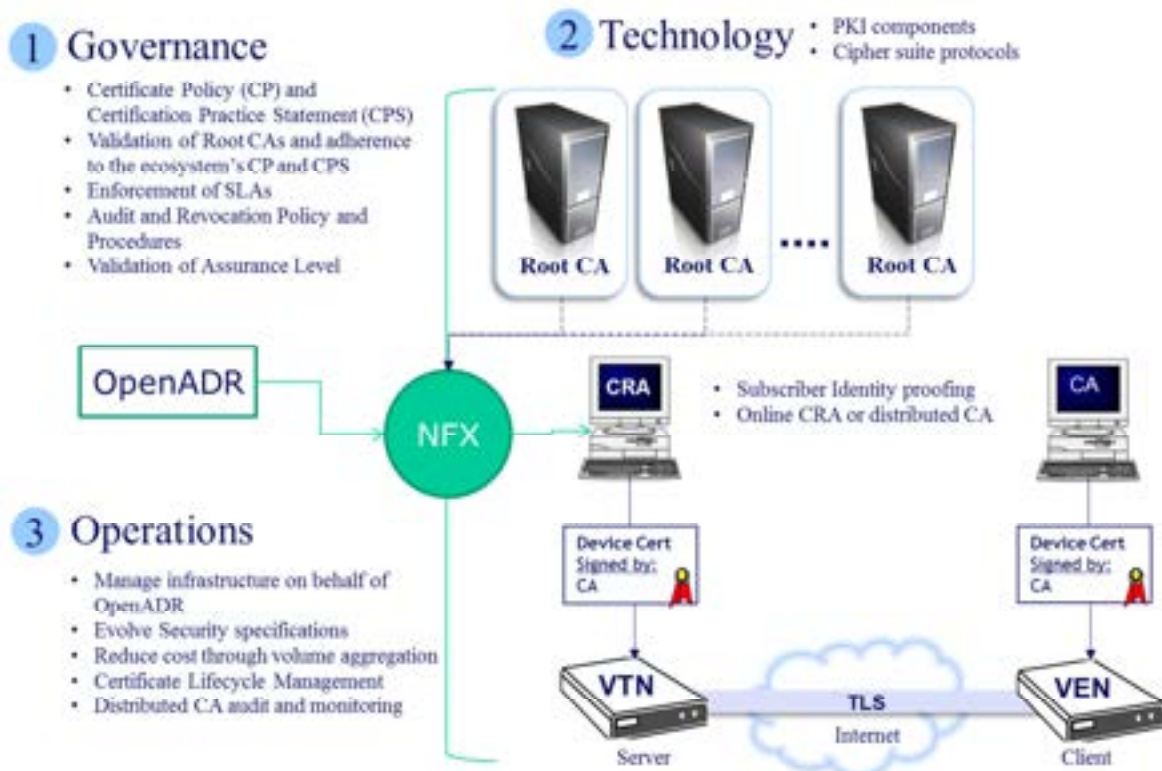 1 Governance
• Certificate Policy (CP) and
Certification Practice Statement (CPS)
• Validation of Root CAs and adherence
to the ecosystem's CP and CPS
• Enforcement of SLAs
• Audit and Revocation Policy and
Procedures
• Validation of Assurance Level
2 Technology
• PKI components
• Cipher suite protocols
Root CA
Root CA
....
Root CA
OpenADR
NFX
CRA
• Subscriber Identity proofing
• Online CRA or distributed CA
CA
3 Operations
• Manage infrastructure on behalf of
OpenADR
• Evolve Security specifications
• Reduce cost through volume aggregation
• Certificate Lifecycle Management
• Distributed CA audit and monitoring
Device Cert
Signed by:
CA
Device Cert
Signed by:
CA
VTN
TLS
VEN
Server
Internet
Client